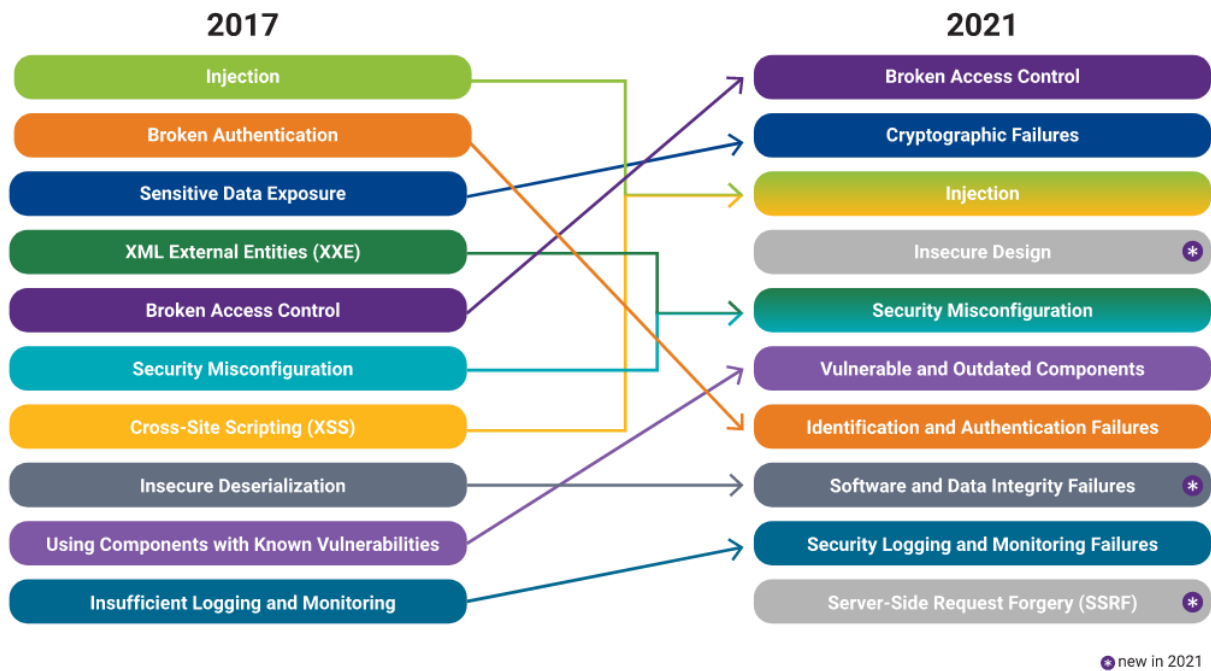 2017
2021
Injection
Broken Access Control
Broken Authentication
Cryptographic Failures
Sensitive Data Exposure
Injection
XML External Entities (XXE)
Insecure Design *
Broken Access Control
Security Misconfiguration
Security Misconfiguration
Vulnerable and Outdated Components
Cross-Site Scripting (XSS)
Identification and Authentication Failures
Insecure Deserialization
Software and Data Integrity Failures *
Using Components with Known Vulnerabilities
Security Logging and Monitoring Failures
Insufficient Logging and Monitoring
Server-Side Request Forgery (SSRF) *
* new in 2021